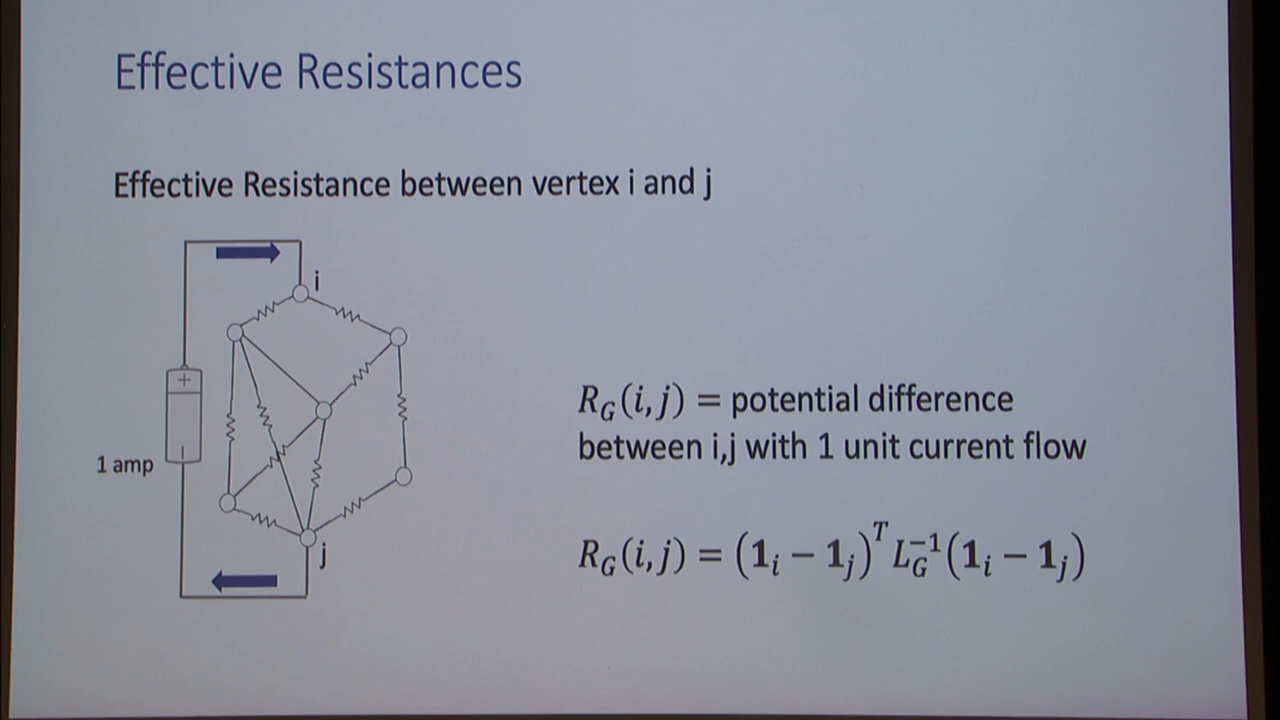 Effective Resistances
Effective Resistance between vertex i and j
i
+
1 amp
j
R_G(i,j) = potential difference
between i,j with 1 unit current flow
R_G(i,j) = (𝟏_i − 𝟏_j)^T L_G^{-1} (𝟏_i − 𝟏_j)